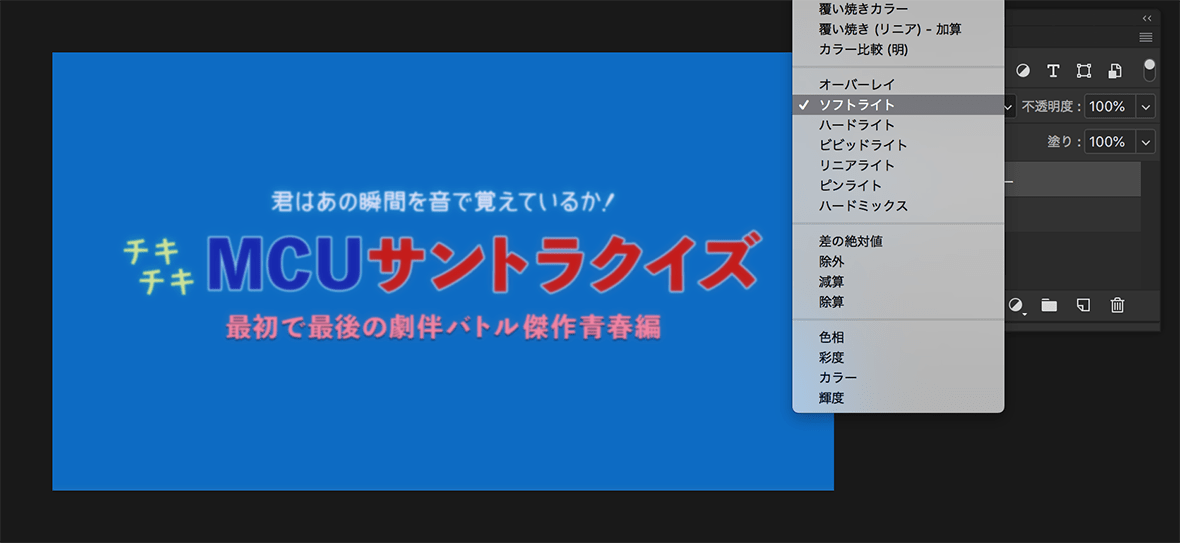 君はあの瞬間を音で覚えているか!
チキ
チキ
MCUサントラクイズ
最初で最後の劇伴バトル傑作青春編
覆い焼きカラー
覆い焼き (リニア) - 加算
カラー比較 (明)
オーバーレイ
✓ ソフトライト
ハードライト
ビビッドライト
リニアライト
ピンライト
ハードミックス
差の絶対値
除外
減算
除算
色相
彩度
カラー
輝度
不透明度 : 100%
塗り : 100%